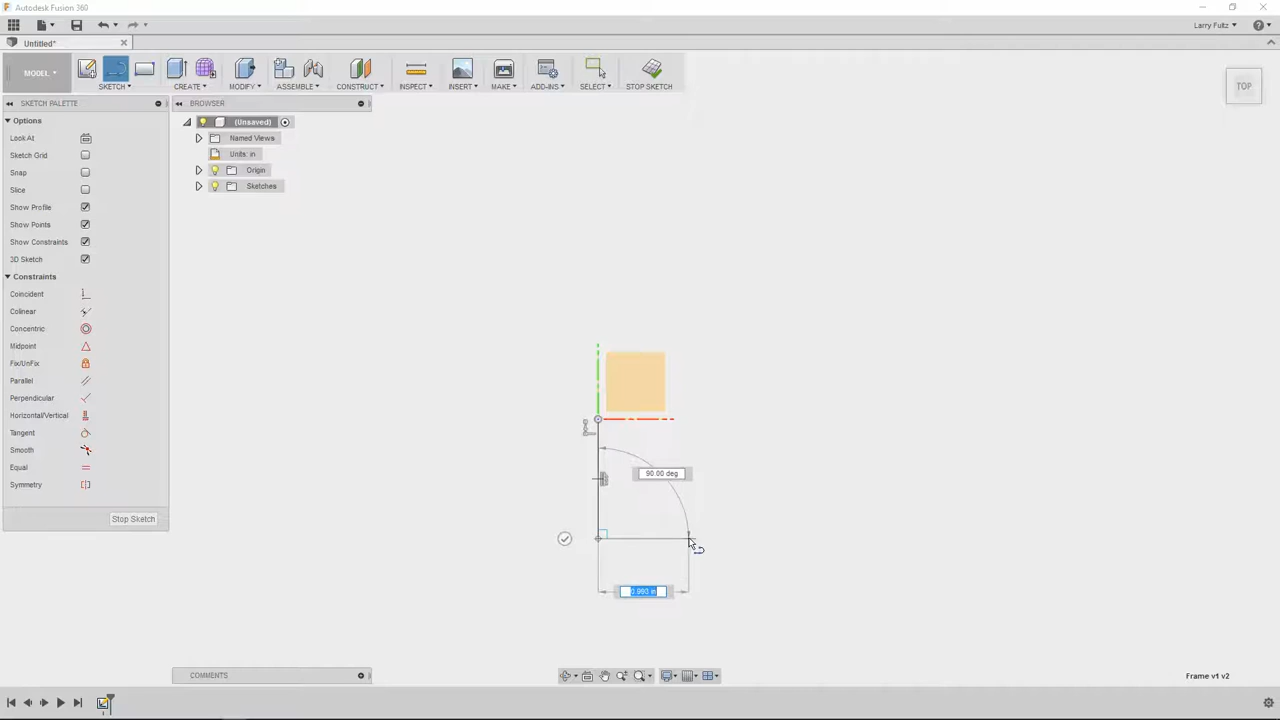 Autodesk Fusion 360
Larry Fultz
Untitled*
MODEL
SKETCH
CREATE
MODIFY
ASSEMBLE
CONSTRUCT
INSPECT
INSERT
MAKE
ADD-INS
SELECT
STOP SKETCH
TOP
SKETCH PALETTE
BROWSER
Options
(Unsaved)
Look At
Named Views
Sketch Grid
Units: in
Snap
Origin
Slice
Sketches
Show Profile
Show Points
Show Constraints
3D Sketch
Constraints
Coincident
Colinear
Concentric
Midpoint
Fix/UnFix
Parallel
Perpendicular
Horizontal/Vertical
Tangent
Smooth
Equal
Symmetry
Stop Sketch
90.00 deg
COMMENTS
Frame v1 v2